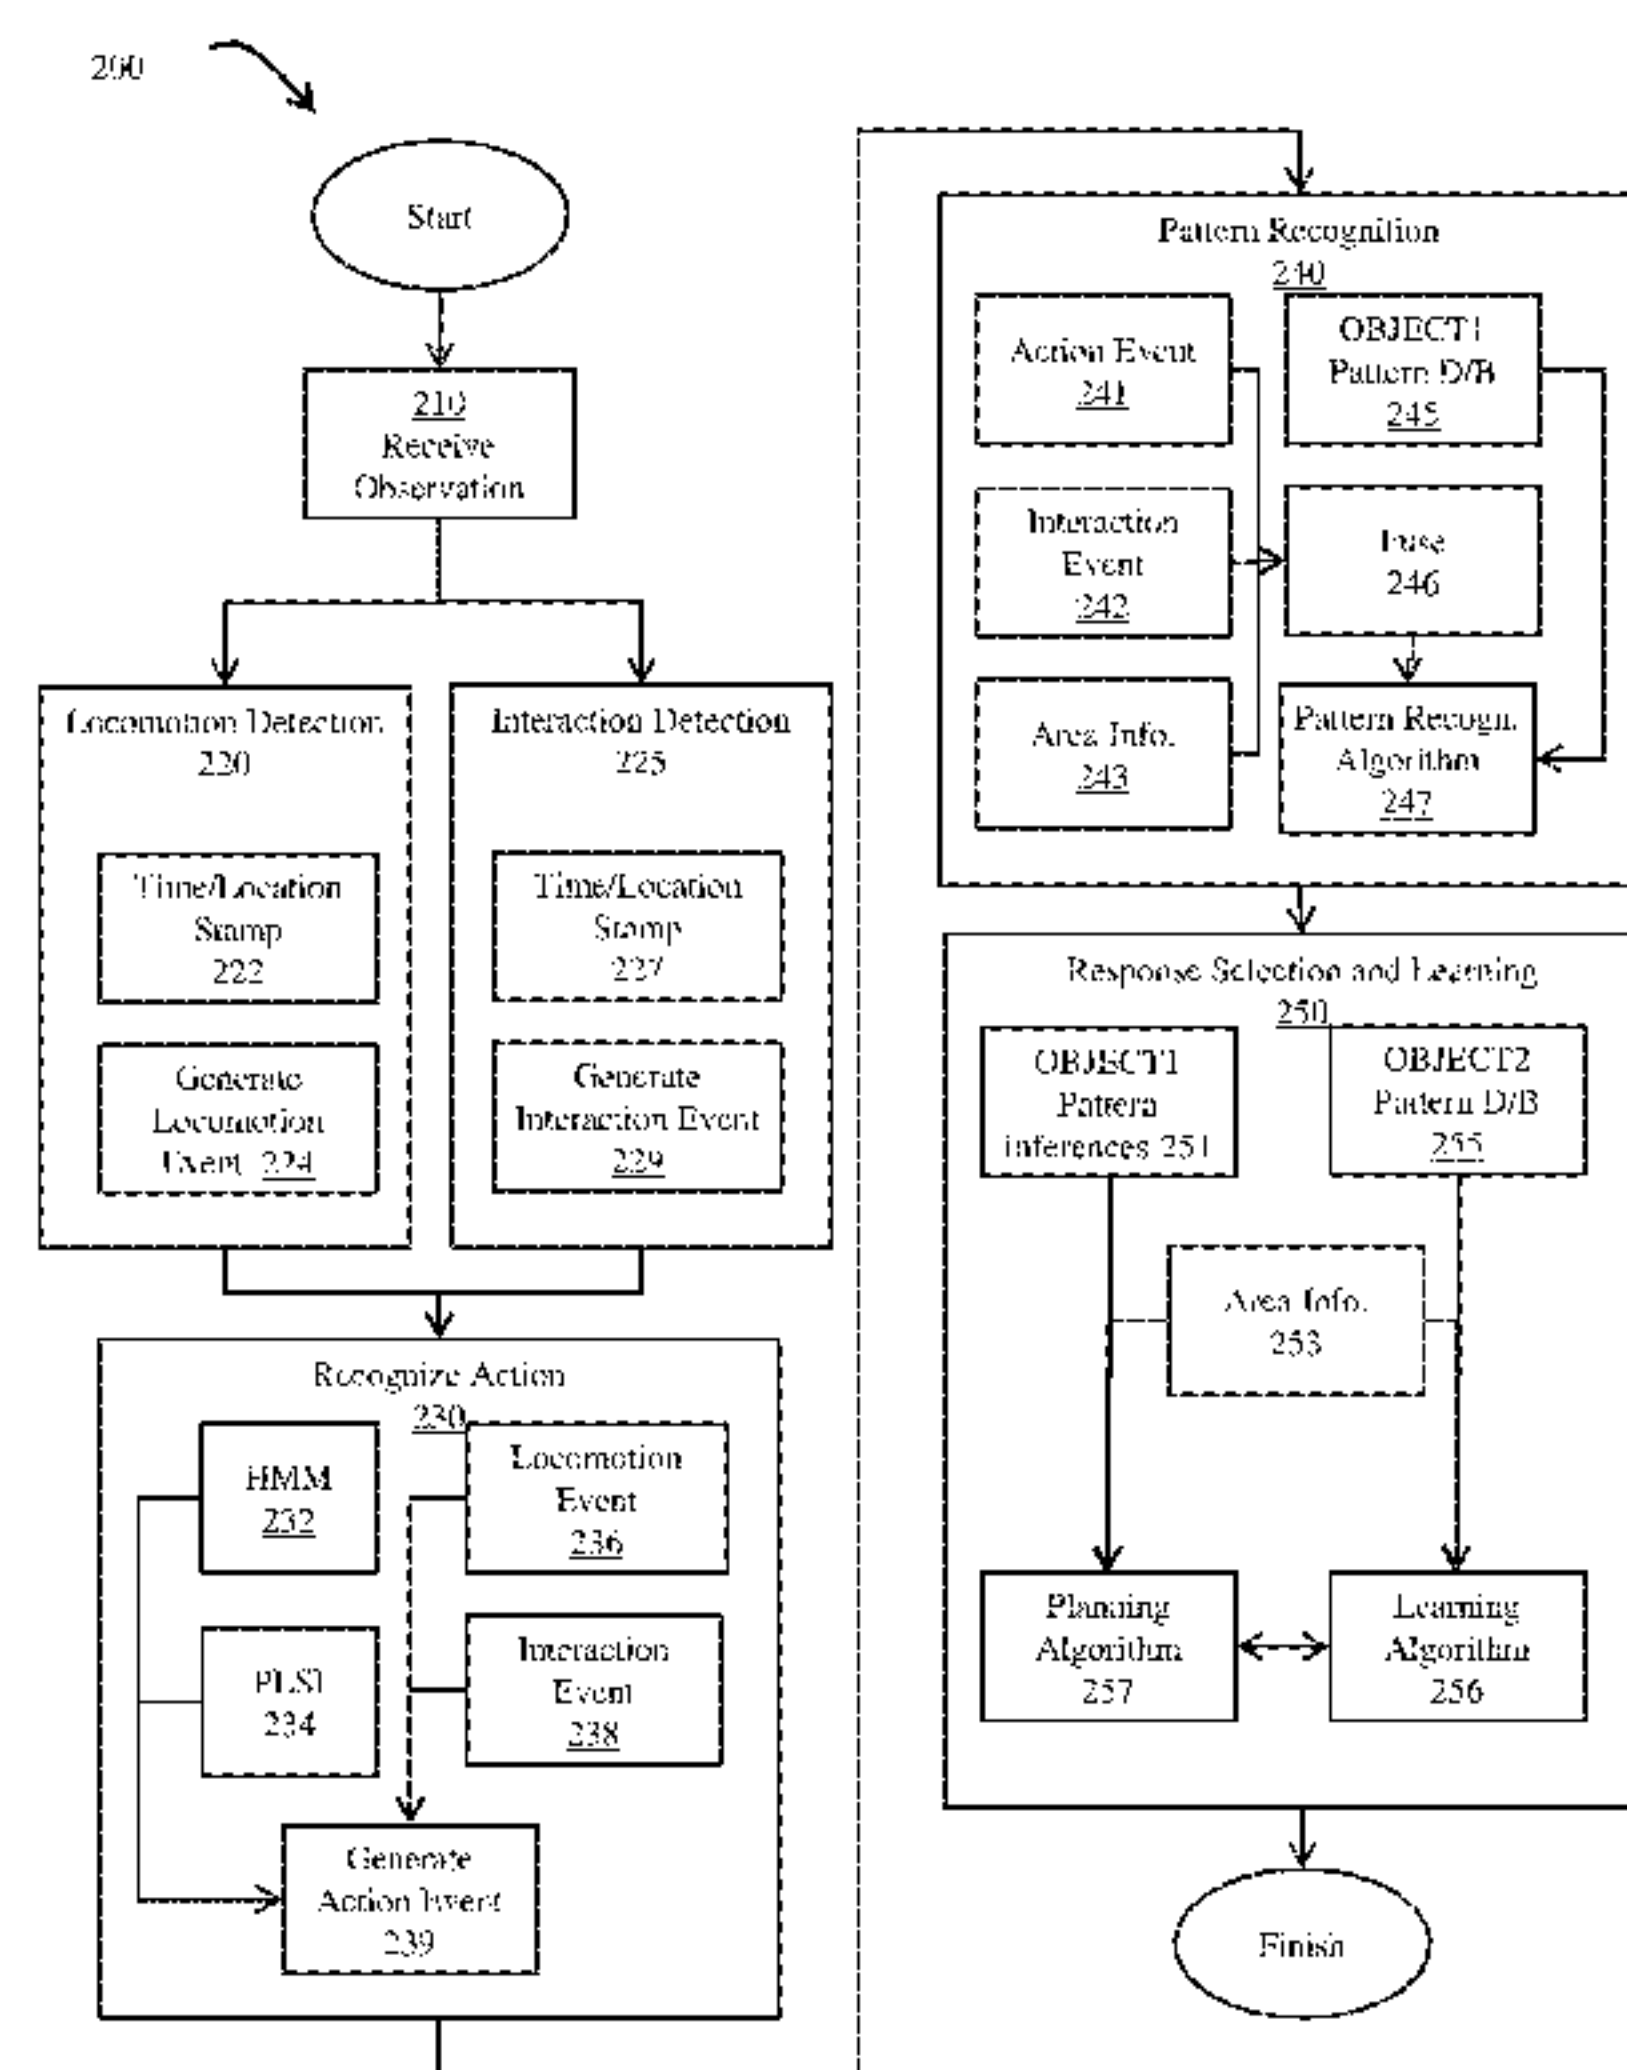 200
Start
210
Receive
Observation
Locomotion Detection
220
Time/Location
Stamp
222
Generate
Locomotion
Event 224
Interaction Detection
225
Time/Location
Stamp
227
Generate
Interaction Event
229
Recognize Action
230
HMM
232
PLSI
234
Locomotion
Event
236
Interaction
Event
238
Generate
Action Event
239
Pattern Recognition
240
Action Event
241
Interaction
Event
242
Area Info.
243
OBJECT1
Pattern D/B
245
Fuse
246
Pattern Recogn.
Algorithm
247
Response Selection and Learning
250
OBJECT1
Pattern
inferences 251
OBJECT2
Pattern D/B
255
Area Info.
253
Planning
Algorithm
257
Learning
Algorithm
256
Finish